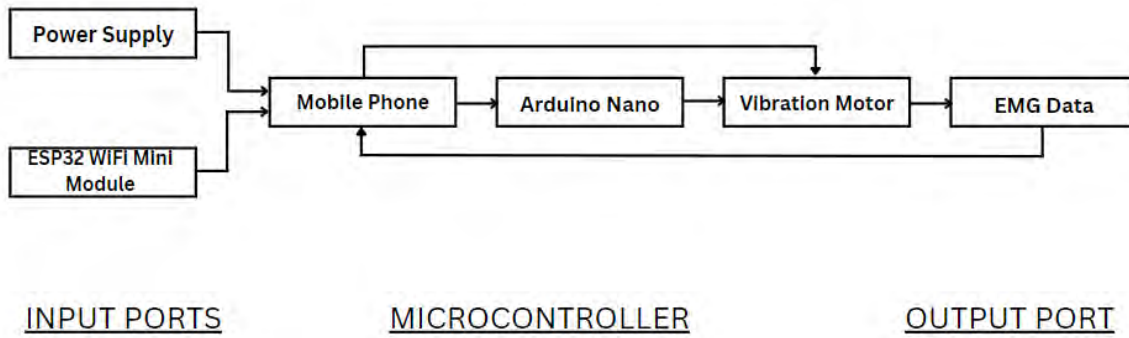 Power Supply
Mobile Phone
Arduino Nano
Vibration Motor
EMG Data
ESP32 WiFi Mini
Module
INPUT PORTS
MICROCONTROLLER
OUTPUT PORT